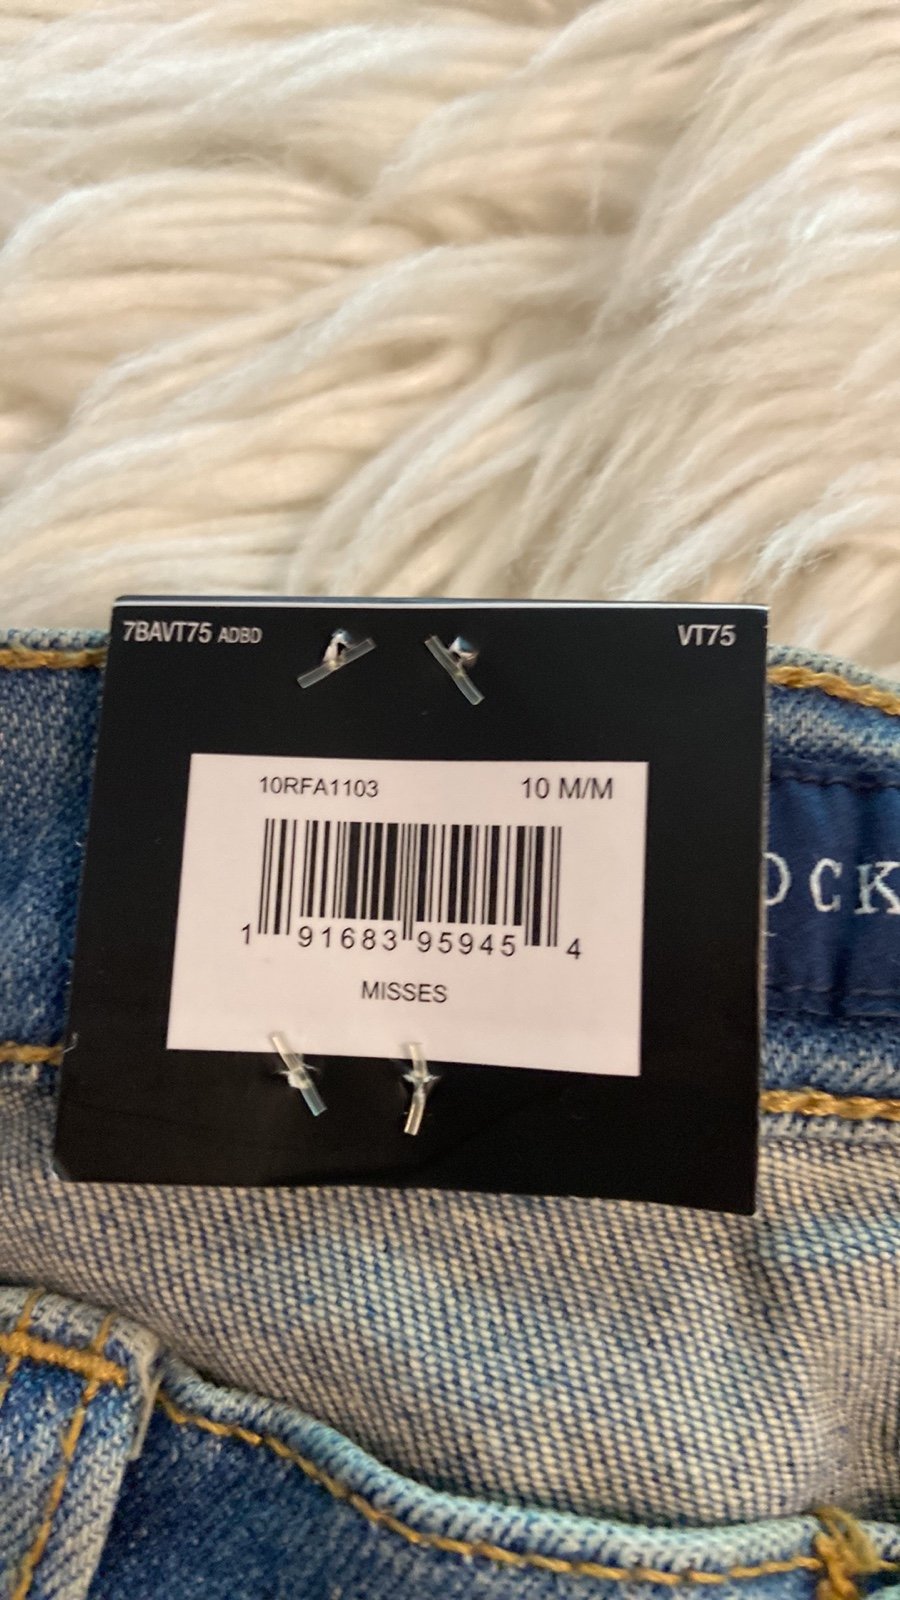 7BAVT75 ADBD VT75
10RFA1103 10 M/M
1 91683 95945 4
MISSES
OCK